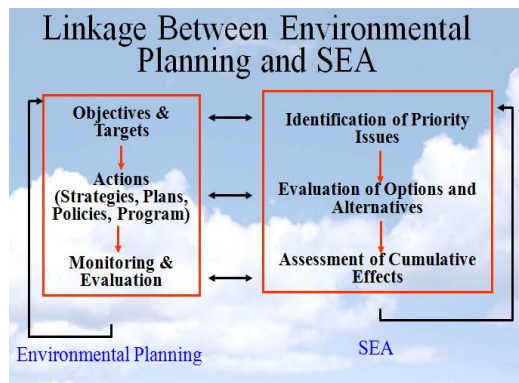 Linkage Between Environmental
Planning and SEA
Objectives &
Targets
Actions
(Strategies, Plans,
Policies, Program)
Monitoring &
Evaluation
Identification of Priority
Issues
Evaluation of Options and
Alternatives
Assessment of Cumulative
Effects
Environmental Planning
SEA